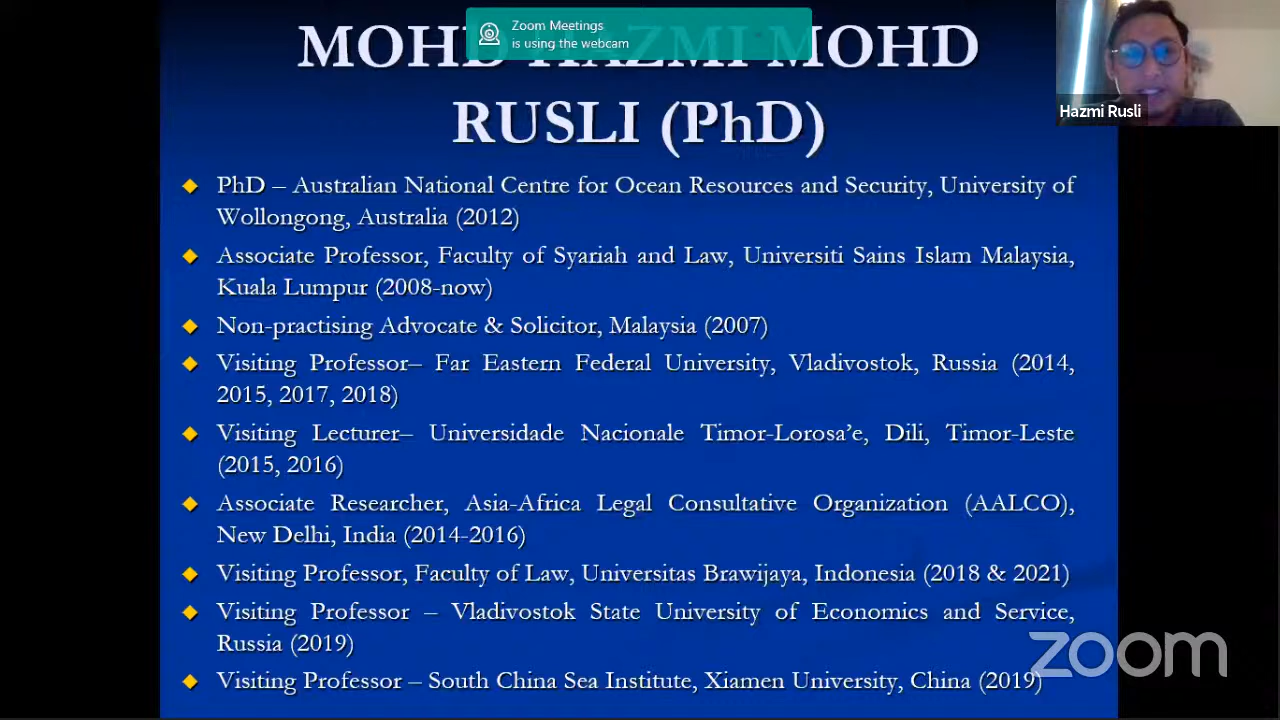 Zoom Meetings
is using the webcam
MOHD HAZMI MOHD
RUSLI (PhD)
Hazmi Rusli
PhD – Australian National Centre for Ocean Resources and Security, University of
Wollongong, Australia (2012)
Associate Professor, Faculty of Syariah and Law, Universiti Sains Islam Malaysia,
Kuala Lumpur (2008-now)
Non-practising Advocate & Solicitor, Malaysia (2007)
Visiting Professor– Far Eastern Federal University, Vladivostok, Russia (2014,
2015, 2017, 2018)
Visiting Lecturer– Universidade Nacionale Timor-Lorosa’e, Dili, Timor-Leste
(2015, 2016)
Associate Researcher, Asia-Africa Legal Consultative Organization (AALCO),
New Delhi, India (2014-2016)
Visiting Professor, Faculty of Law, Universitas Brawijaya, Indonesia (2018 & 2021)
Visiting Professor – Vladivostok State University of Economics and Service,
Russia (2019)
Visiting Professor – South China Sea Institute, Xiamen University, China (2019)
zoom